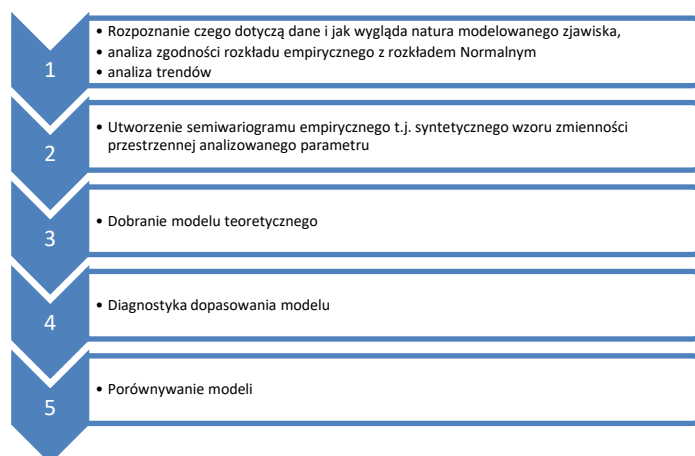 1
• Rozpoznanie czego dotyczą dane i jak wygląda natura modelowanego zjawiska,
• analiza zgodności rozkładu empirycznego z rozkładem Normalnym
• analiza trendów
2
• Utworzenie semiwariogramu empirycznego t.j. syntetycznego wzoru zmienności
przestrzennej analizowanego parametru
3
• Dobranie modelu teoretycznego
4
• Diagnostyka dopasowania modelu
5
• Porównywanie modeli